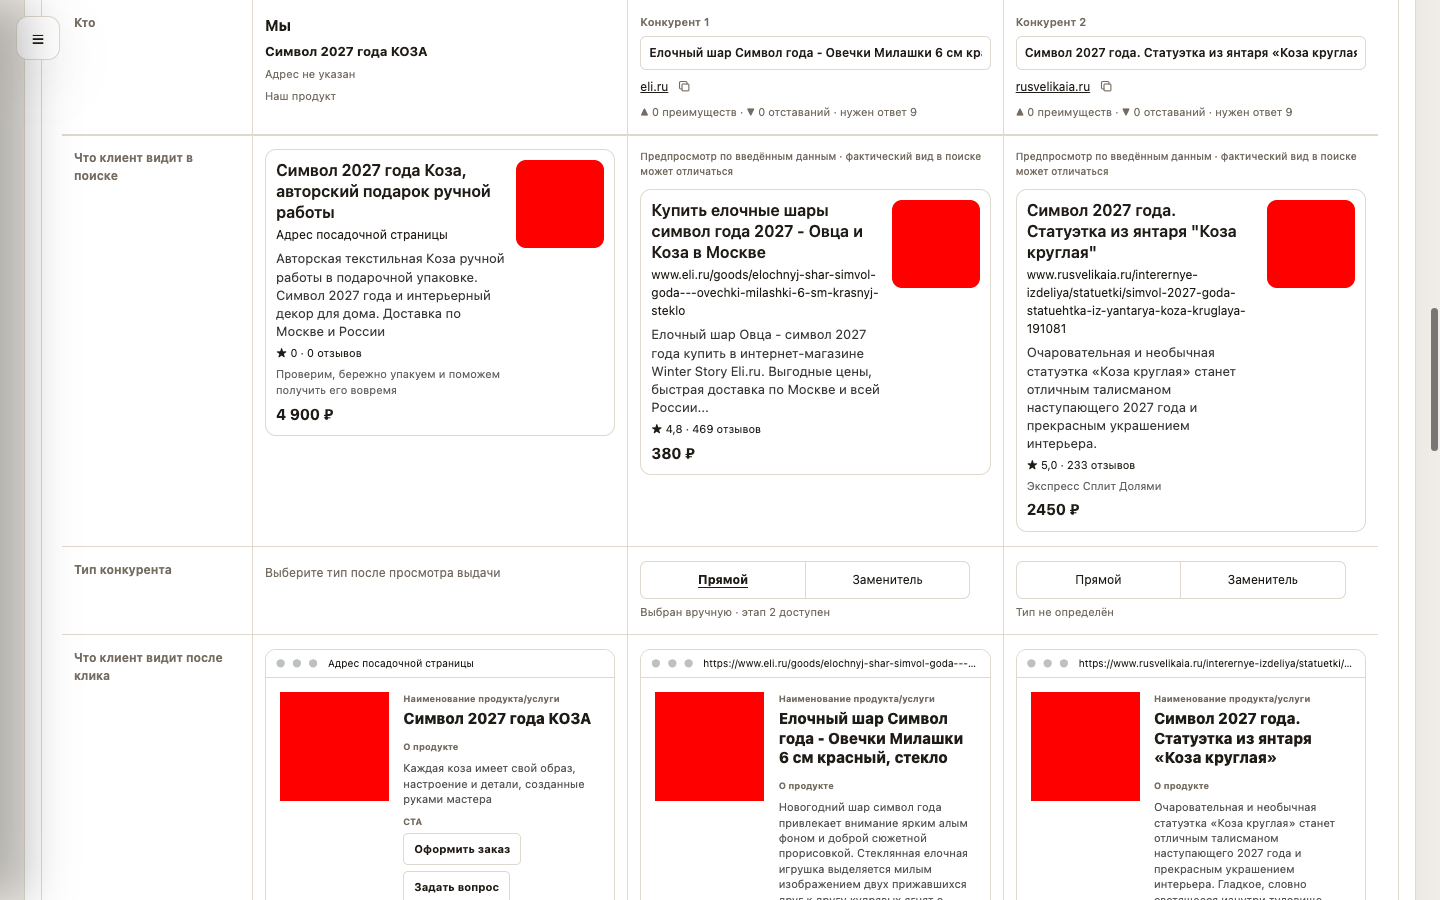 Кто
Мы
Символ 2027 года КОЗА
Адрес не указан
Наш продукт
Конкурент 1
Елочный шар Символ года - Овечки Милашки 6 см кр
eli.ru
▲ 0 преимуществ · ▼ 0 отставаний · нужен ответ 9
Конкурент 2
Символ 2027 года. Статуэтка из янтаря «Коза круглая
rusvelikaia.ru
▲ 0 преимуществ · ▼ 0 отставаний · нужен ответ 9
Что клиент видит в
поиске
Символ 2027 года Коза,
авторский подарок ручной
работы
Адрес посадочной страницы
Авторская текстильная Коза ручной
работы в подарочной упаковке.
Символ 2027 года и интерьерный
декор для дома. Доставка по
Москве и России
★ 0 · 0 отзывов
Проверим, бережно упакуем и поможем
получить его вовремя
4 900 ₽
Предпросмотр по введённым данным · фактический вид в поиске
может отличаться
Купить елочные шары
символ года 2027 - Овца и
Коза в Москве
www.eli.ru/goods/elochnyj-shar-simvol-
goda---ovechki-milashki-6-sm-krasnyj-
steklo
Елочный шар Овца - символ 2027
года купить в интернет-магазине
Winter Story Eli.ru. Выгодные цены,
быстрая доставка по Москве и всей
России...
★ 4,8 · 469 отзывов
380 ₽
Предпросмотр по введённым данным · фактический вид в поиске
может отличаться
Символ 2027 года.
Статуэтка из янтаря "Коза
круглая"
www.rusvelikaia.ru/interernye-
izdeliya/statuetki/simvol-2027-goda-
statuehtka-iz-yantarya-koza-kruglaya-
191081
Очаровательная и необычная
статуэтка «Коза круглая» станет
отличным талисманом
наступающего 2027 года и
прекрасным украшением
интерьера.
★ 5,0 · 233 отзывов
Экспресс Сплит Долями
2450 ₽
Тип конкурента
Выберите тип после просмотра выдачи
Прямой
Заменитель
Выбран вручную · этап 2 доступен
Прямой
Заменитель
Тип не определён
Что клиент видит после
клика
Адрес посадочной страницы
Наименование продукта/услуги
Символ 2027 года КОЗА
О продукте
Каждая коза имеет свой образ,
настроение и детали, созданные
руками мастера
СТА
Оформить заказ
Задать вопрос
https://www.eli.ru/goods/elochnyj-shar-simvol-goda---...
Наименование продукта/услуги
Елочный шар Символ
года - Овечки Милашки
6 см красный, стекло
О продукте
Новогодний шар символ года
привлекает внимание ярким алым
фоном и доброй сюжетной
прорисовкой. Стеклянная елочная
игрушка выделяется милым
изображением двух прижавшихся
друг к другу кудрявых ягнят с
https://www.rusvelikaia.ru/interernye-izdeliya/statuetki/...
Наименование продукта/услуги
Символ 2027 года.
Статуэтка из янтаря
«Коза круглая»
О продукте
Очаровательная и необычная
статуэтка «Коза круглая» станет
отличным талисманом
наступающего 2027 года и
прекрасным украшением
интерьера. Гладкое, словно
светящееся изнутри туловище